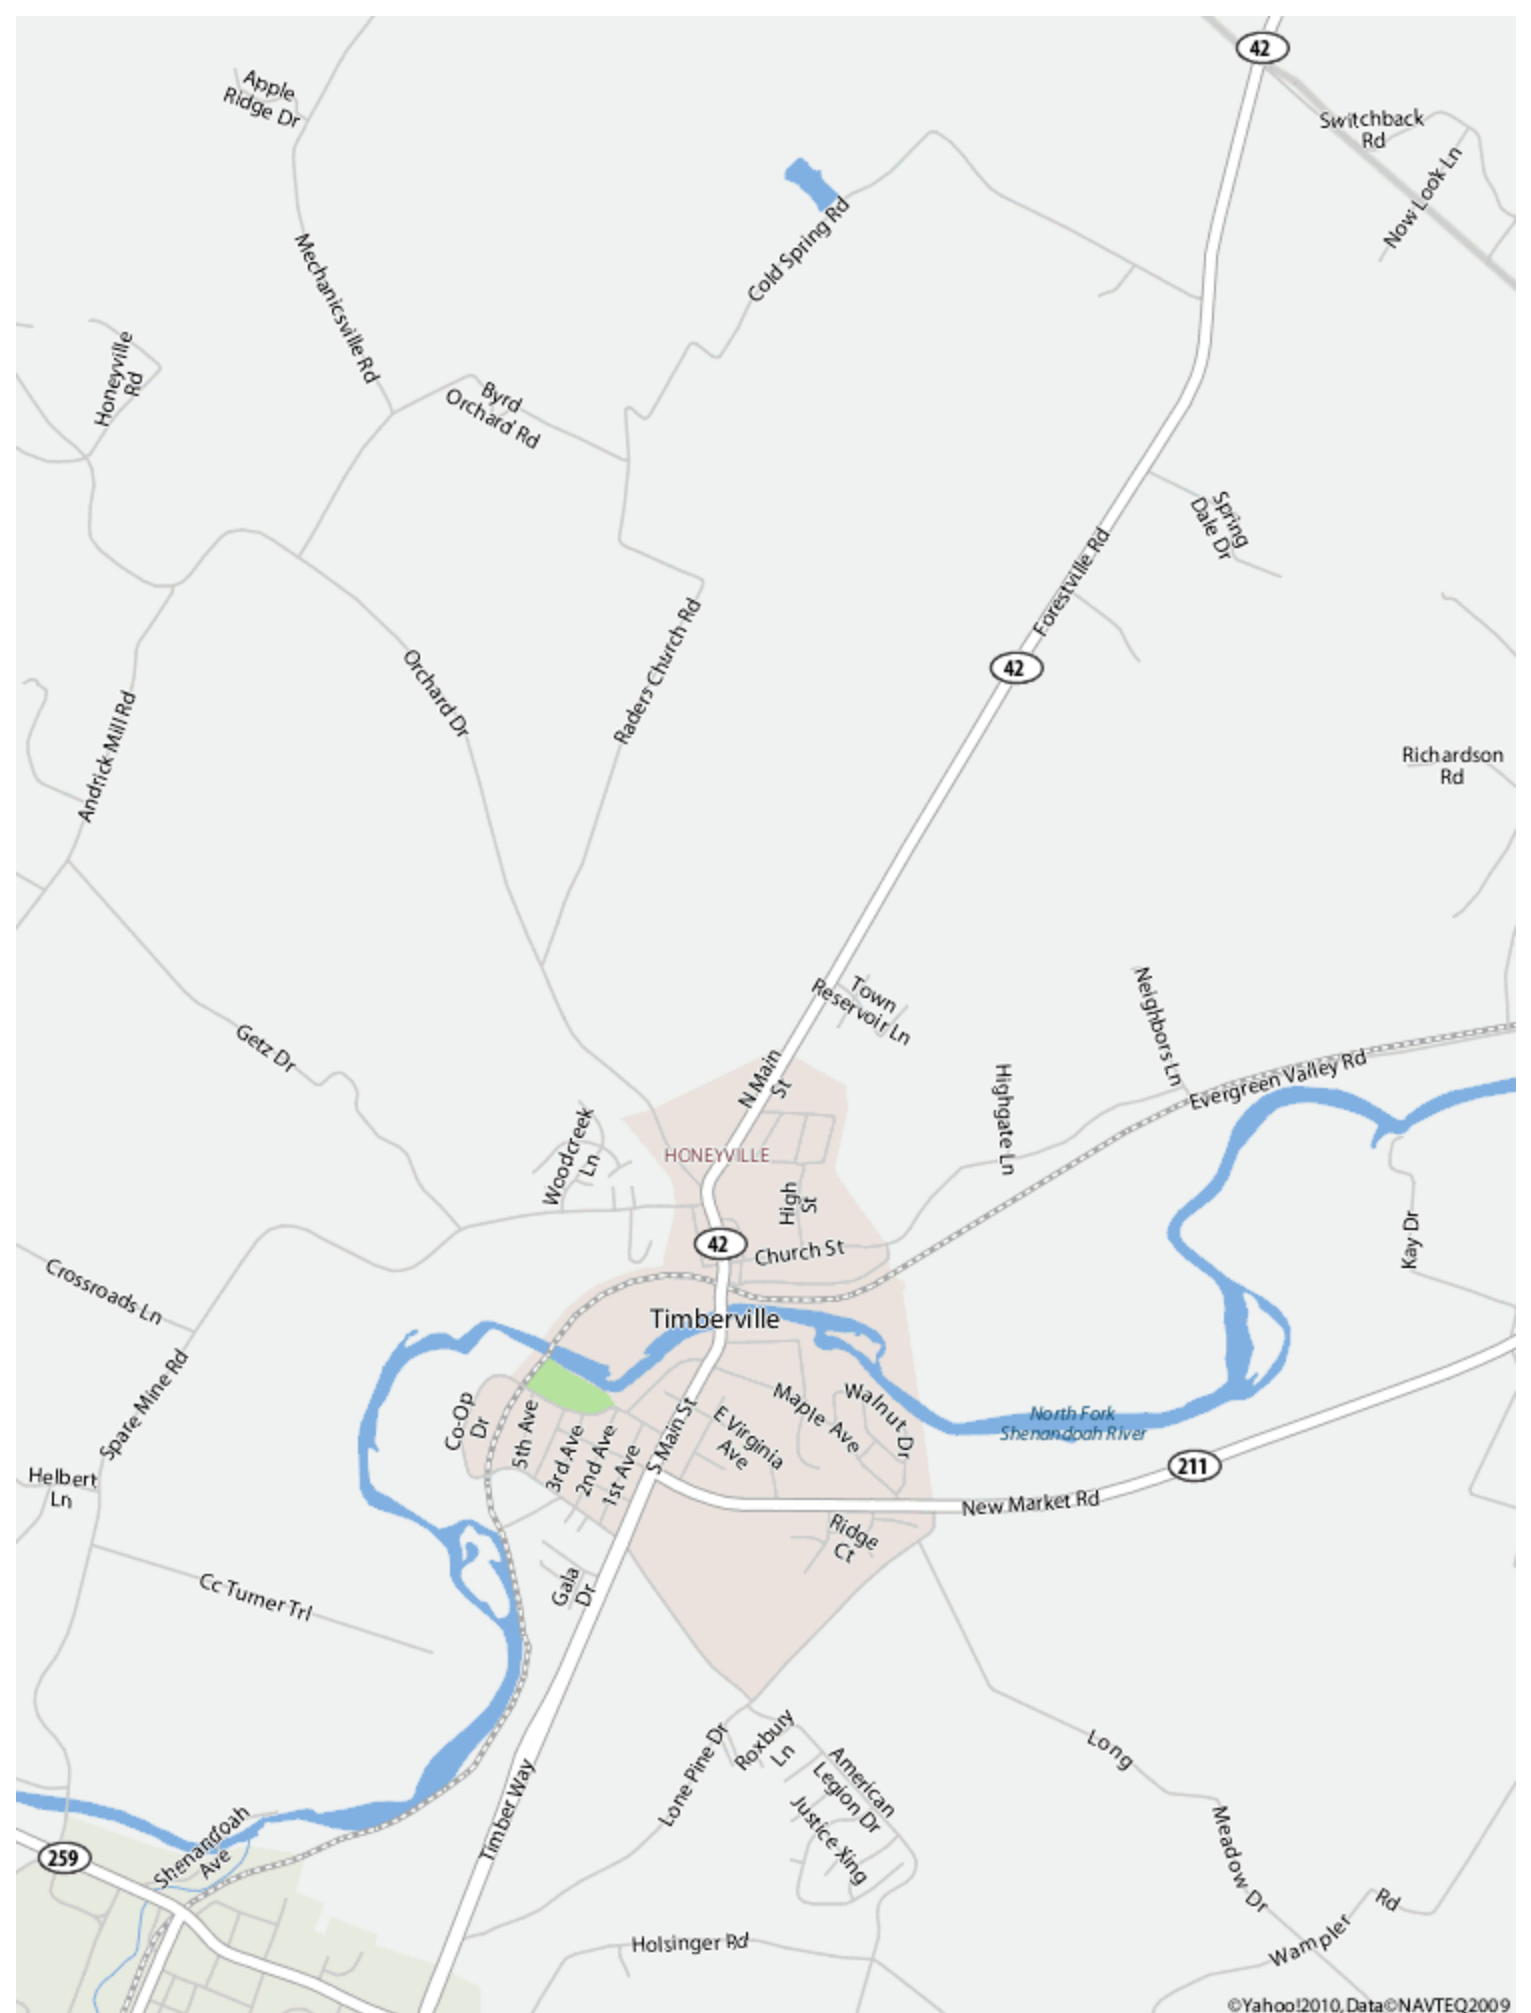 42
Apple
Ridge Dr
Switchback
Rd
Now Look Ln
Cold Spring Rd
Mechanicsville Rd
Honeyville
Rd
Byrd
Orchard Rd
Spring
Dale Dr
Forestville Rd
42
Raders Church Rd
Orchard Dr
Andrick Mill Rd
Richardson
Rd
Town
Reservoir Ln
Neighbors Ln
Getz Dr
N Main
St
Highgate Ln
Evergreen Valley Rd
Woodcreek
Ln
HONEYVILLE
High
St
42
Church St
Kay Dr
Crossroads Ln
Timberville
Spare Mine Rd
Co-Op
Dr
5th Ave
3rd Ave
2nd Ave
1st Ave
S Main St
E Virginia
Ave
Maple Ave
Walnut Dr
North Fork
Shenandoah River
211
Helbert
Ln
New Market Rd
Ridge
Ct
Gala
Dr
Cc Turner Trl
Long
Meadow Dr
Lone Pine Dr
Roxbury
Ln
American
Legion Dr
Justice Xing
Timber Way
Shenandoah
Ave
259
Holsinger Rd
Wampler
Rd
©Yahoo!2010, Data©NAVTEQ2009